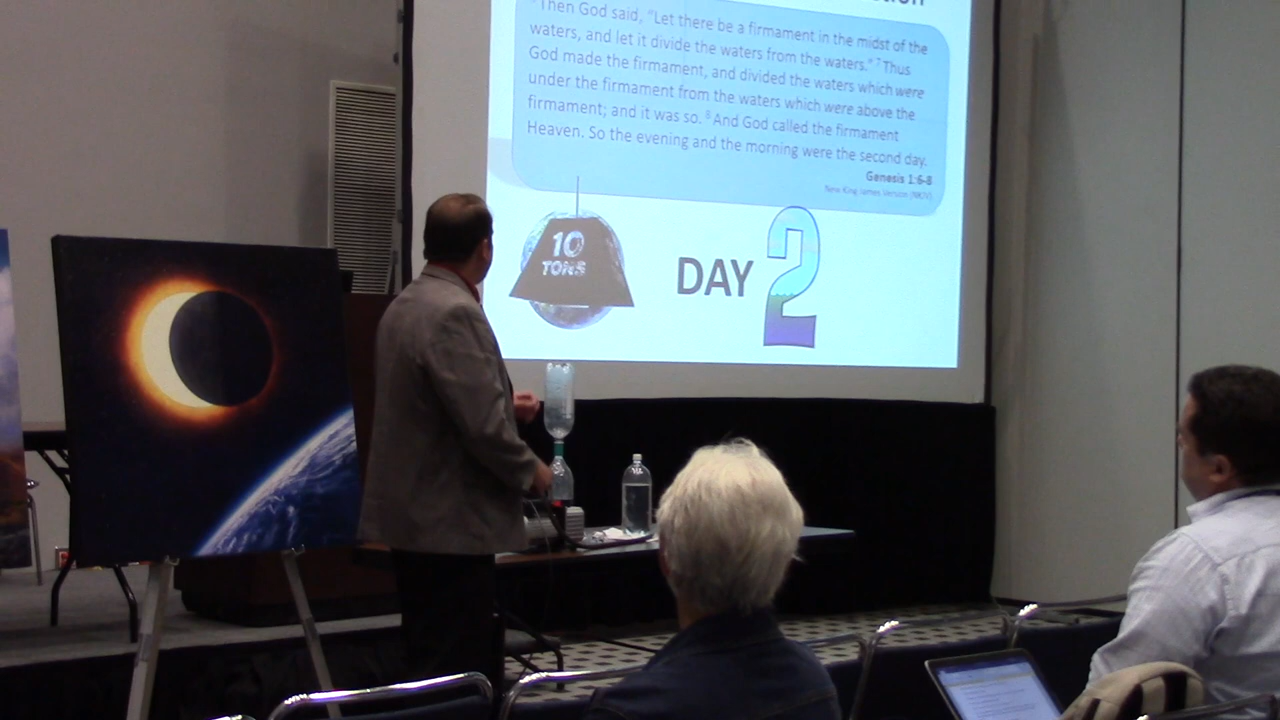 Then God said, "Let there be a firmament in the midst of the
waters, and let it divide the waters from the waters." 7 Thus
God made the firmament, and divided the waters which were
under the firmament from the waters which were above the
firmament; and it was so. 8 And God called the firmament
Heaven. So the evening and the morning were the second day.
Genesis 1:6-8
New King James Version (NKJV)
10
TONS
DAY 2